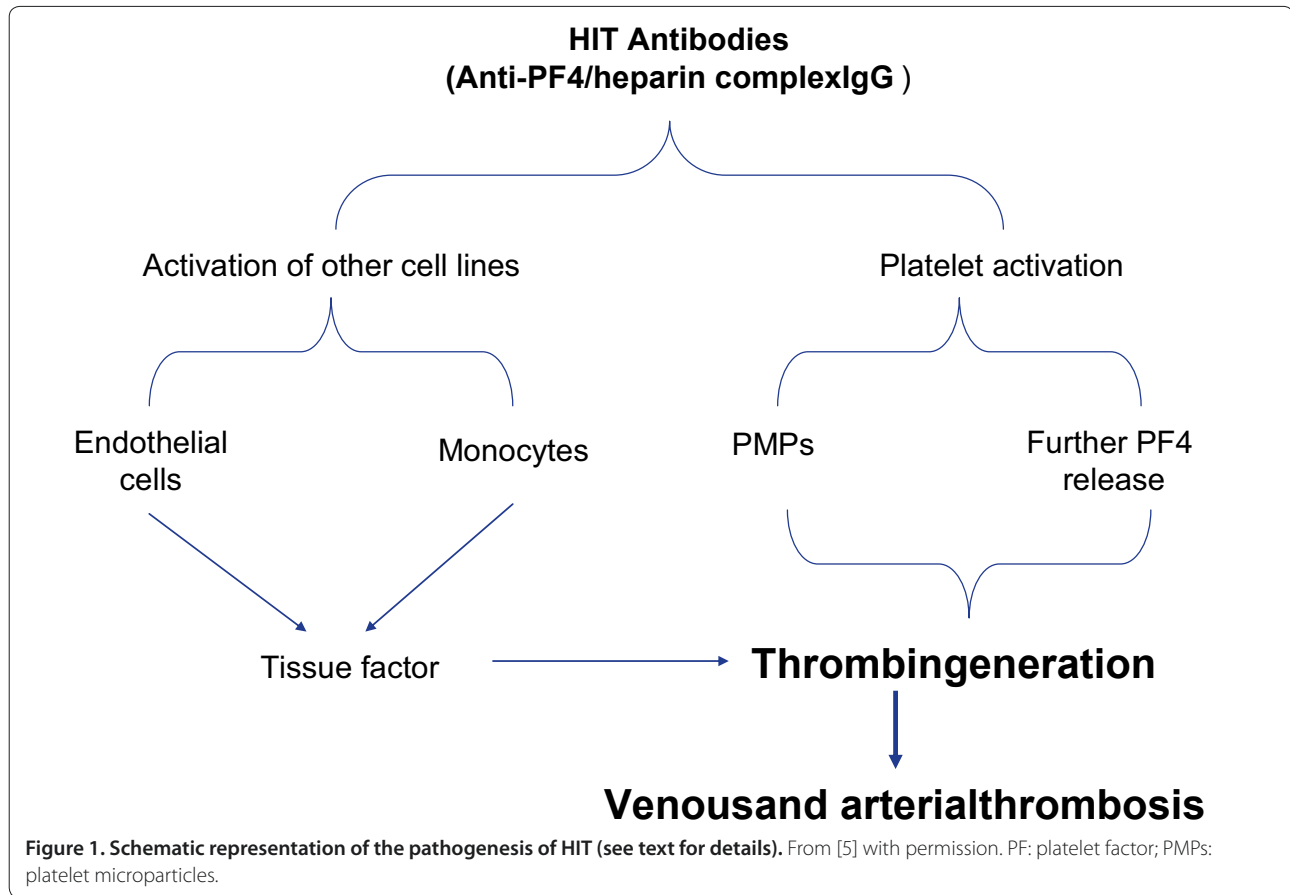 HIT Antibodies
(Anti-PF4/heparin complexIgG )
Activation of other cell lines
Platelet activation
Endothelial
cells
Monocytes
PMPs
Further PF4
release
Tissue factor
Thrombingeneration
Venousand arterialthrombosis
Figure 1. Schematic representation of the pathogenesis of HIT (see text for details). From [5] with permission. PF: platelet factor; PMPs:
platelet microparticles.